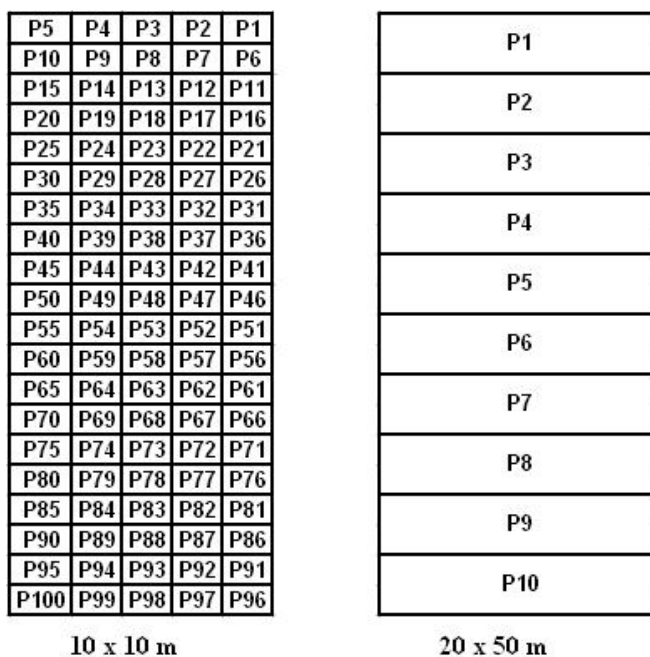 P5 P4 P3 P2 P1
P10 P9 P8 P7 P6
P15 P14 P13 P12 P11
P20 P19 P18 P17 P16
P25 P24 P23 P22 P21
P30 P29 P28 P27 P26
P35 P34 P33 P32 P31
P40 P39 P38 P37 P36
P45 P44 P43 P42 P41
P50 P49 P48 P47 P46
P55 P54 P53 P52 P51
P60 P59 P58 P57 P56
P65 P64 P63 P62 P61
P70 P69 P68 P67 P66
P75 P74 P73 P72 P71
P80 P79 P78 P77 P76
P85 P84 P83 P82 P81
P90 P89 P88 P87 P86
P95 P94 P93 P92 P91
P100 P99 P98 P97 P96
10 x 10 m
P1
P2
P3
P4
P5
P6
P7
P8
P9
P10
20 x 50 m